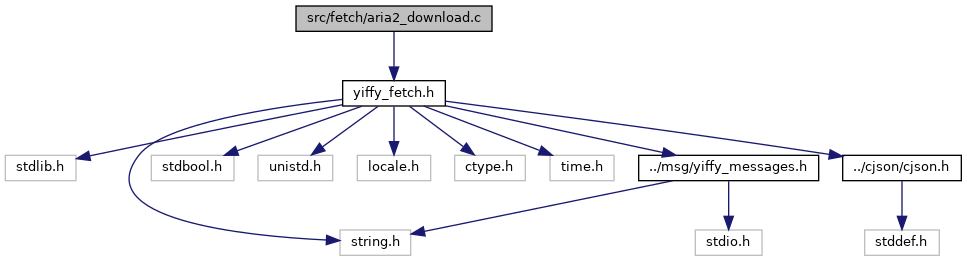 src/fetch/aria2_download.c
yiffy_fetch.h
stdlib.h
stdbool.h
unistd.h
locale.h
ctype.h
time.h
../msg/yiffy_messages.h
../cjson/cjson.h
string.h
stdio.h
stddef.h